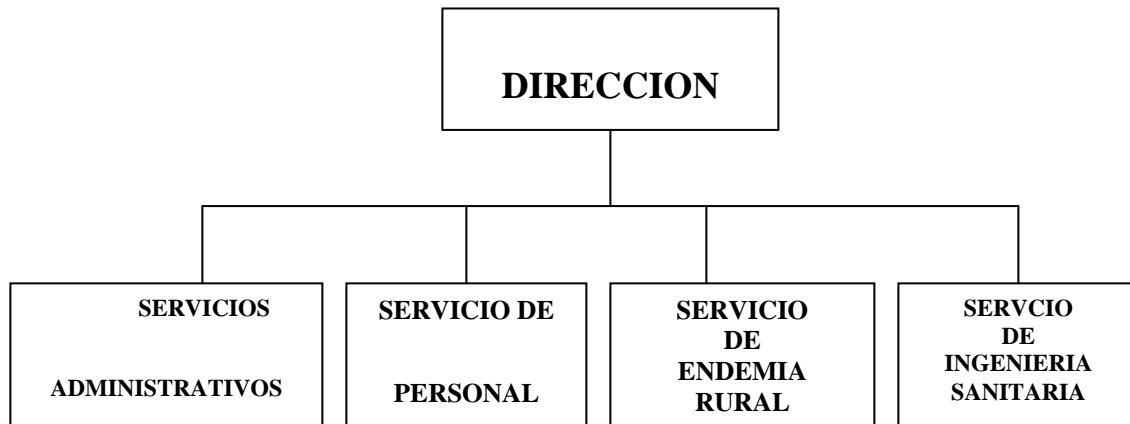 DIRECCION
SERVICIOS
ADMINISTRATIVOS
SERVICIO DE
PERSONAL
SERVICIO
DE
ENDEMIA
RURAL
SERVCIO
DE
INGENIERIA
SANITARIA